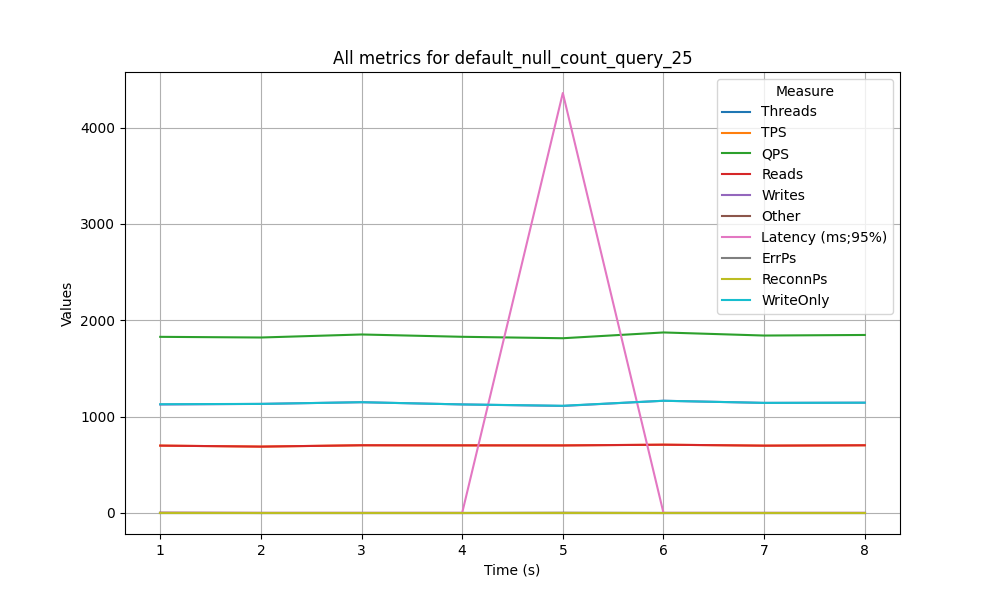 All metrics for default_null_count_query_25
Values
4000
3000
2000
1000
0
1 2 3 4 5 6 7 8
Time (s)
Measure
Threads
TPS
QPS
Reads
Writes
Other
Latency (ms;95%)
ErrPs
ReconnPs
WriteOnly